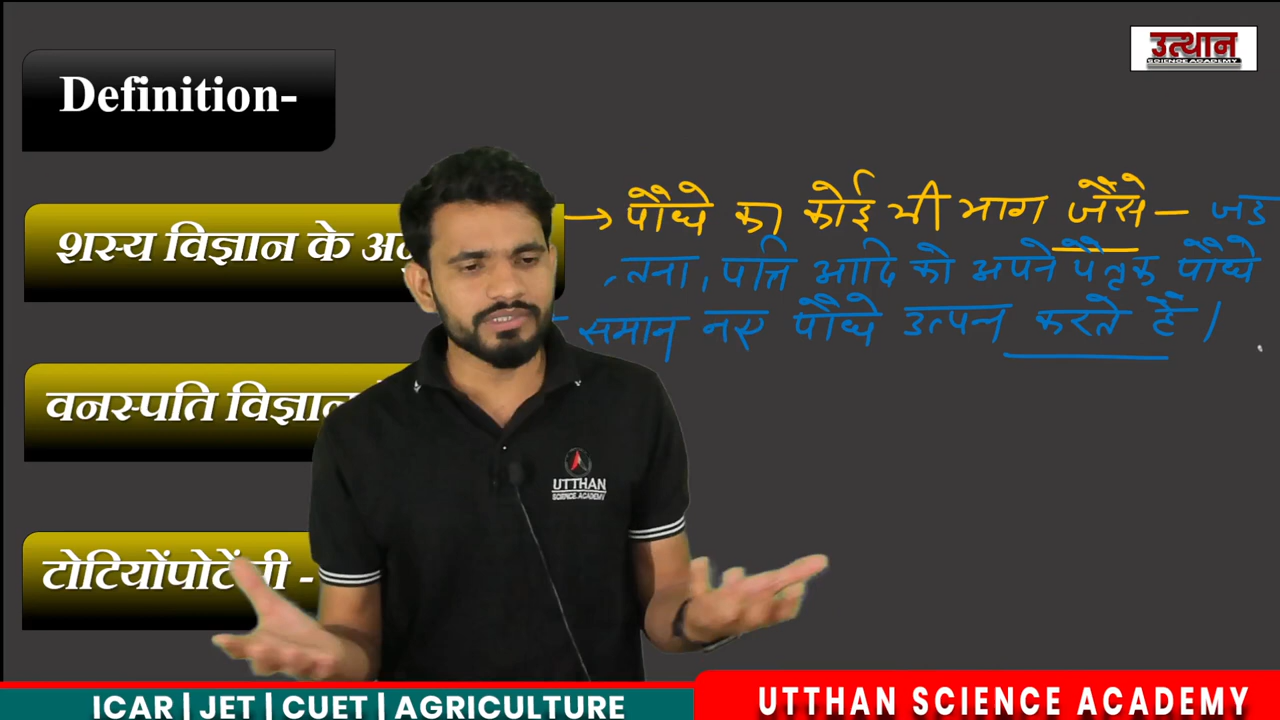 उत्थान
SCIENCE ACADEMY
Definition-
शस्य विज्ञान के
→ पौधे का कोई भी भाग जैसे - जड
, तना, पत्ति आदि को अपने पैतृक पौधे
समान नए पौधे उत्पन करते हैं।
वनस्पति विज्ञान
टोटियोंपोटेंसी -
UTTHAN
SCIENCE ACADEMY
ICAR | JET | CUET | AGRICULTURE
UTTHAN SCIENCE ACADEMY